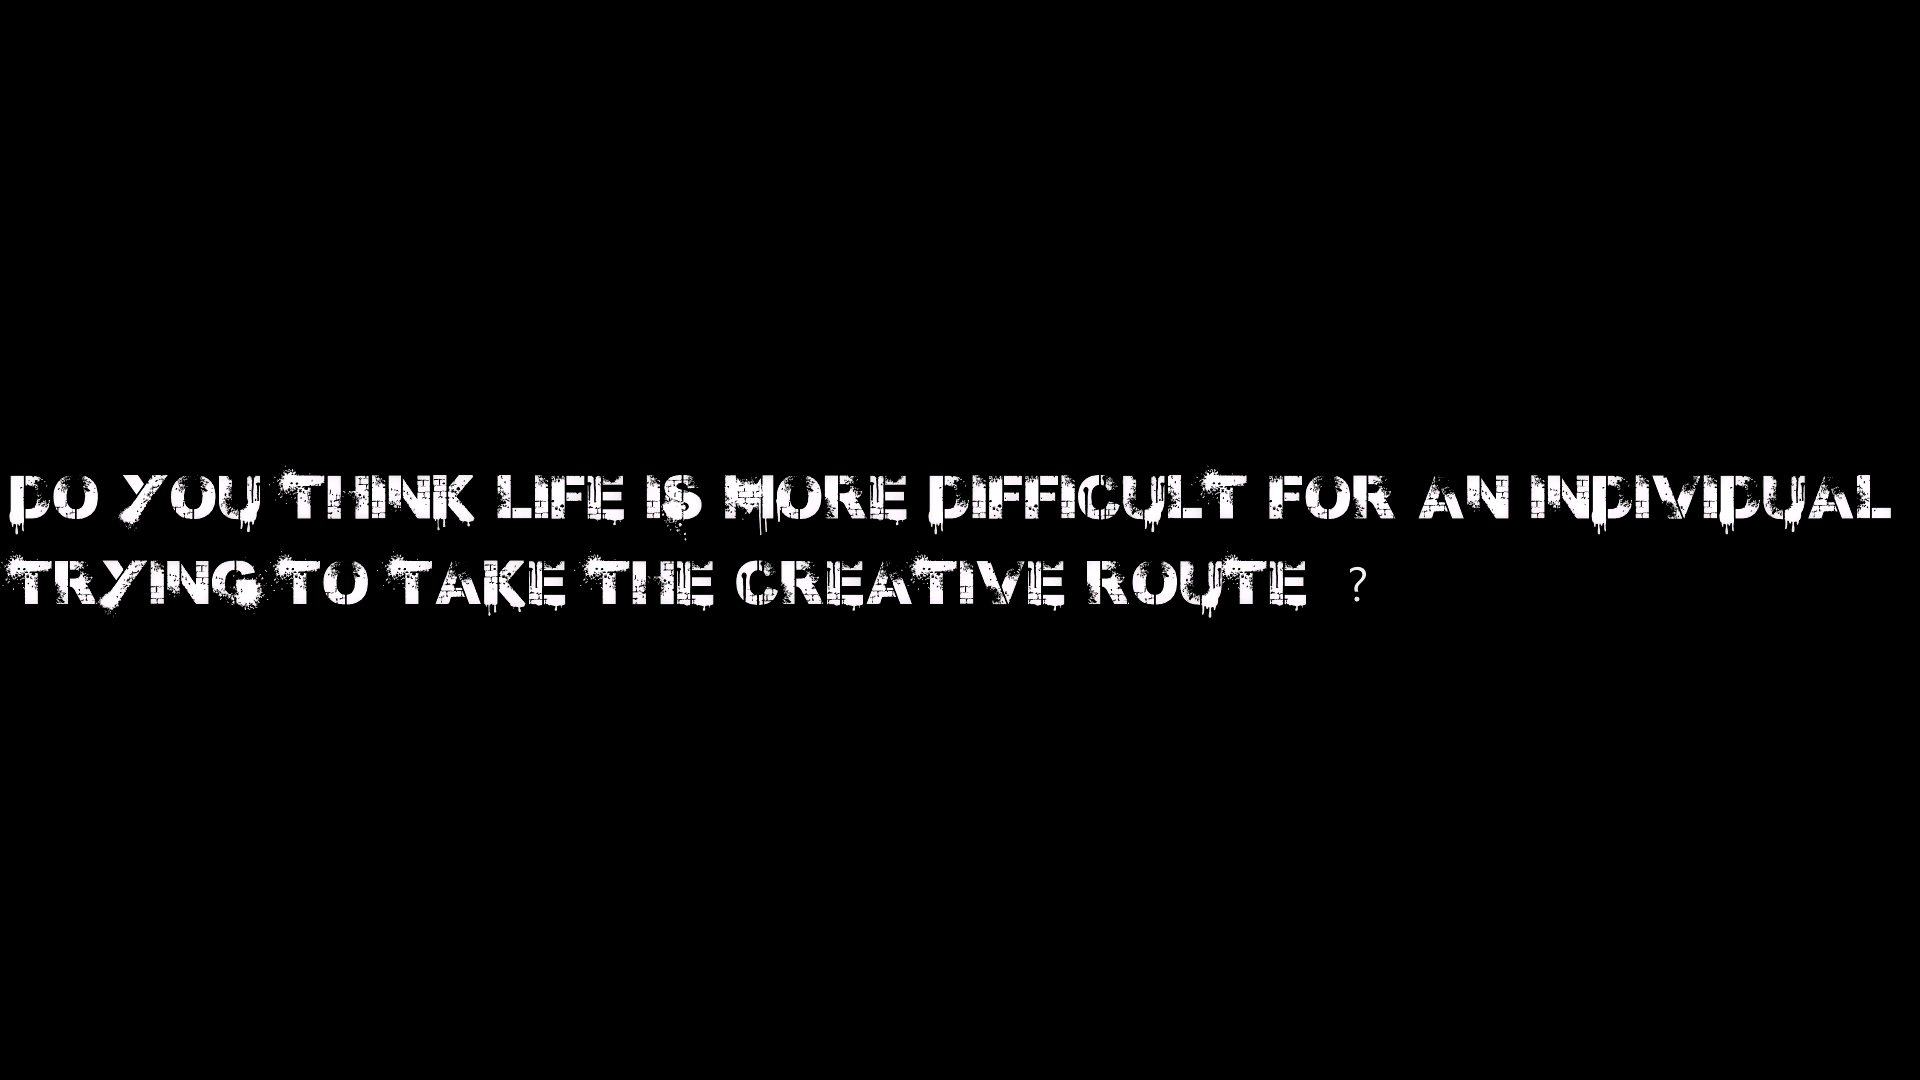 DO YOU THINK LIFE IS MORE DIFFICULT FOR AN INDIVIDUAL
TRYING TO TAKE THE CREATIVE ROUTE ?